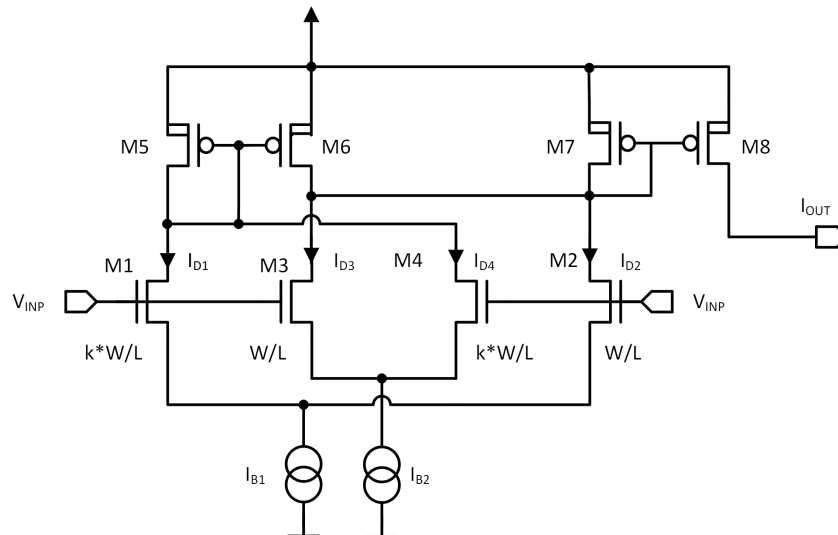 M5
M6
M7
M8
I_OUT
M1
I_D1
M3
I_D3
M4
I_D4
M2
I_D2
V_INP
V_INP
k*W/L
W/L
k*W/L
W/L
I_B1
I_B2